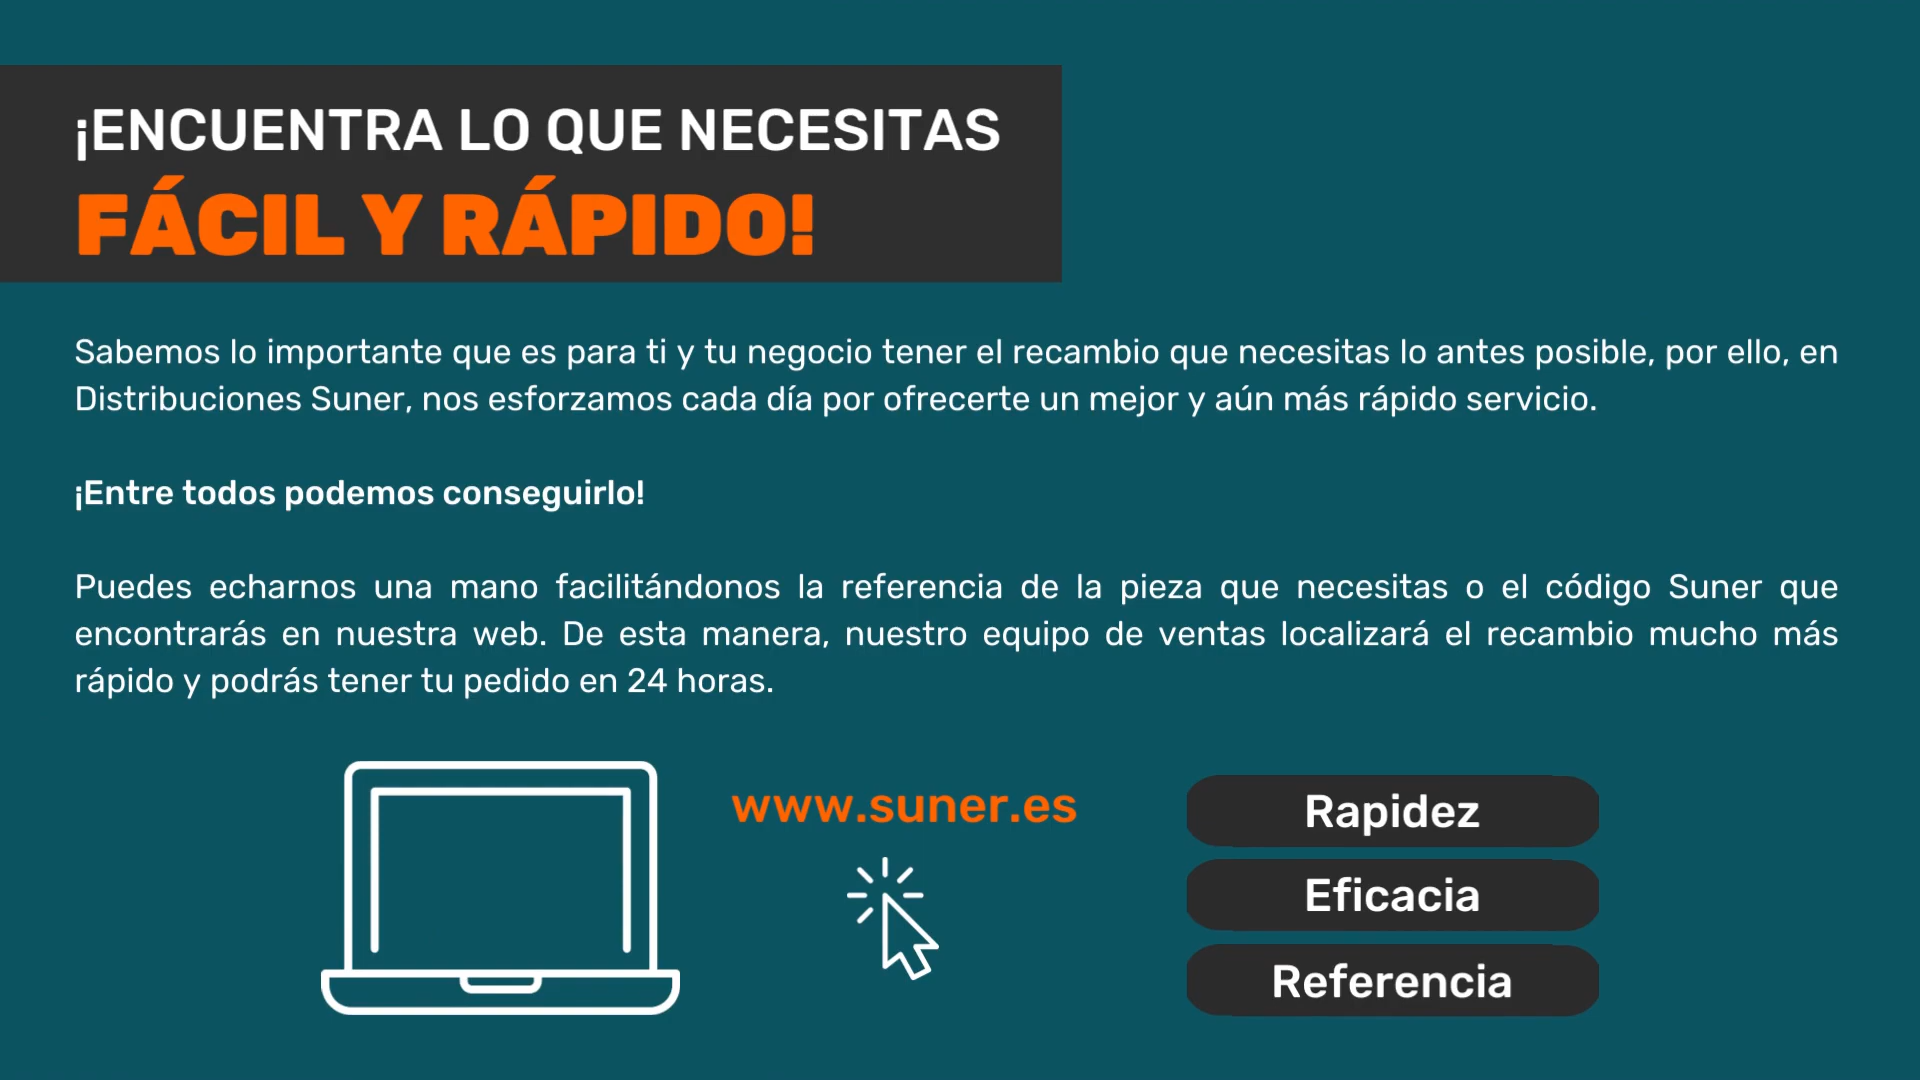 ¡ENCUENTRA LO QUE NECESITAS
FÁCIL Y RÁPIDO!
Sabemos lo importante que es para ti y tu negocio tener el recambio que necesitas lo antes posible, por ello, en
Distribuciones Suner, nos esforzamos cada día por ofrecerte un mejor y aún más rápido servicio.
¡Entre todos podemos conseguirlo!
Puedes echarnos una mano facilitándonos la referencia de la pieza que necesitas o el código Suner que
encontrarás en nuestra web. De esta manera, nuestro equipo de ventas localizará el recambio mucho más
rápido y podrás tener tu pedido en 24 horas.
www.suner.es
Rapidez
Eficacia
Referencia